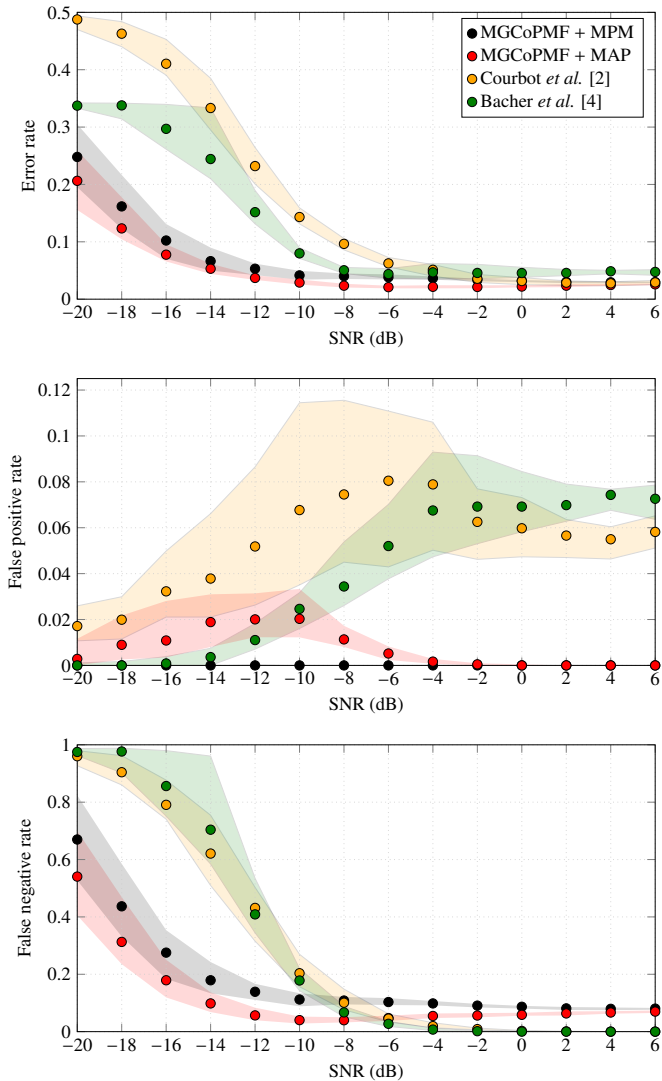 0.5
0.4
0.3
0.2
0.1
0
Error rate
MGCoPMF + MPM
MGCoPMF + MAP
Courbot et al. [2]
Bacher et al. [4]
−20 −18 −16 −14 −12 −10 −8 −6 −4 −2 0 2 4 6
SNR (dB)
0.12
0.1
0.08
0.06
0.04
0.02
0
False positive rate
−20 −18 −16 −14 −12 −10 −8 −6 −4 −2 0 2 4 6
SNR (dB)
1
0.8
0.6
0.4
0.2
0
False negative rate
−20 −18 −16 −14 −12 −10 −8 −6 −4 −2 0 2 4 6
SNR (dB)